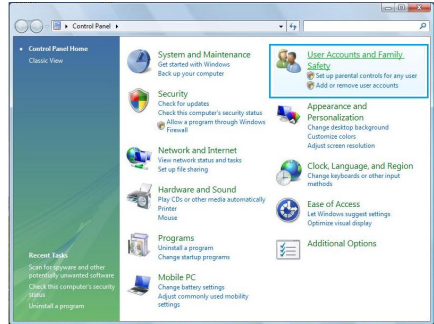 Control Panel
Control Panel Home
Classic View
Recent Tasks
Scan for spyware and other
potentially unwanted software
Check this computer's security
status
Uninstall a program
System and Maintenance
Get started with Windows
Back up your computer
Security
Check for updates
Check this computer's security status
Allow a program through Windows
Firewall
Network and Internet
View network status and tasks
Set up file sharing
Hardware and Sound
Play CDs or other media automatically
Printer
Mouse
Programs
Uninstall a program
Change startup programs
Mobile PC
Change battery settings
Adjust commonly used mobility
settings
User Accounts and Family
Safety
Set up parental controls for any user
Add or remove user accounts
Appearance and
Personalization
Change desktop background
Customize colors
Adjust screen resolution
Clock, Language, and Region
Change keyboards or other input
methods
Ease of Access
Let Windows suggest settings
Optimize visual display
Additional Options